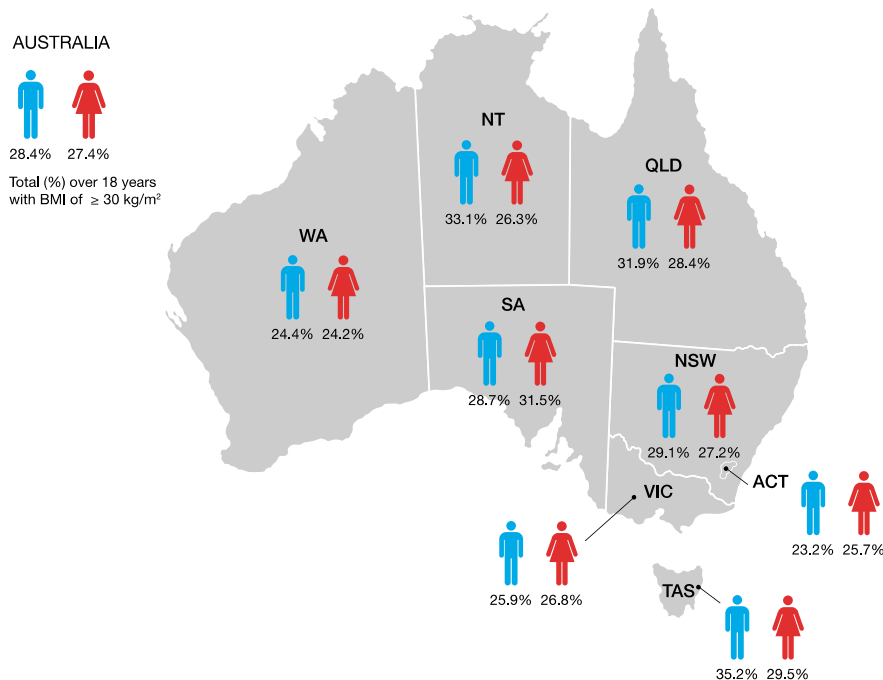 AUSTRALIA
28.4% 27.4%
Total (%) over 18 years
with BMI of ≥ 30 kg/m²
NT
33.1% 26.3%
QLD
31.9% 28.4%
WA
24.4% 24.2%
SA
28.7% 31.5%
NSW
29.1% 27.2%
ACT
23.2% 25.7%
VIC
25.9% 26.8%
TAS
35.2% 29.5%